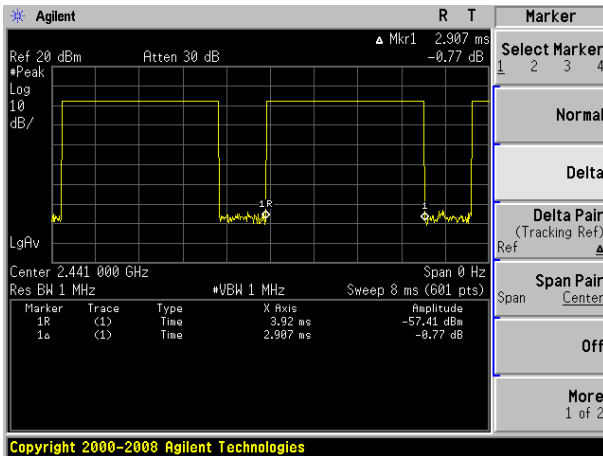 Agilent R T
Δ Mkr1 2.907 ms
Ref 20 dBm Atten 30 dB -0.77 dB
#Peak
Log
10
dB/
1R
1
LgAv
Center 2.441 000 GHz Span 0 Hz
Res BW 1 MHz #VBW 1 MHz Sweep 8 ms (601 pts)
Marker Trace Type X Axis Amplitude
1R (1) Time 3.92 ms -57.41 dBm
1Δ (1) Time 2.907 ms -0.77 dB
Copyright 2000-2008 Agilent Technologies
Marker
Select Marker
1 2 3 4
Normal
Delta
Delta Pair
(Tracking Ref)
Ref Δ
Span Pair
Span Center
Off
More
1 of 2